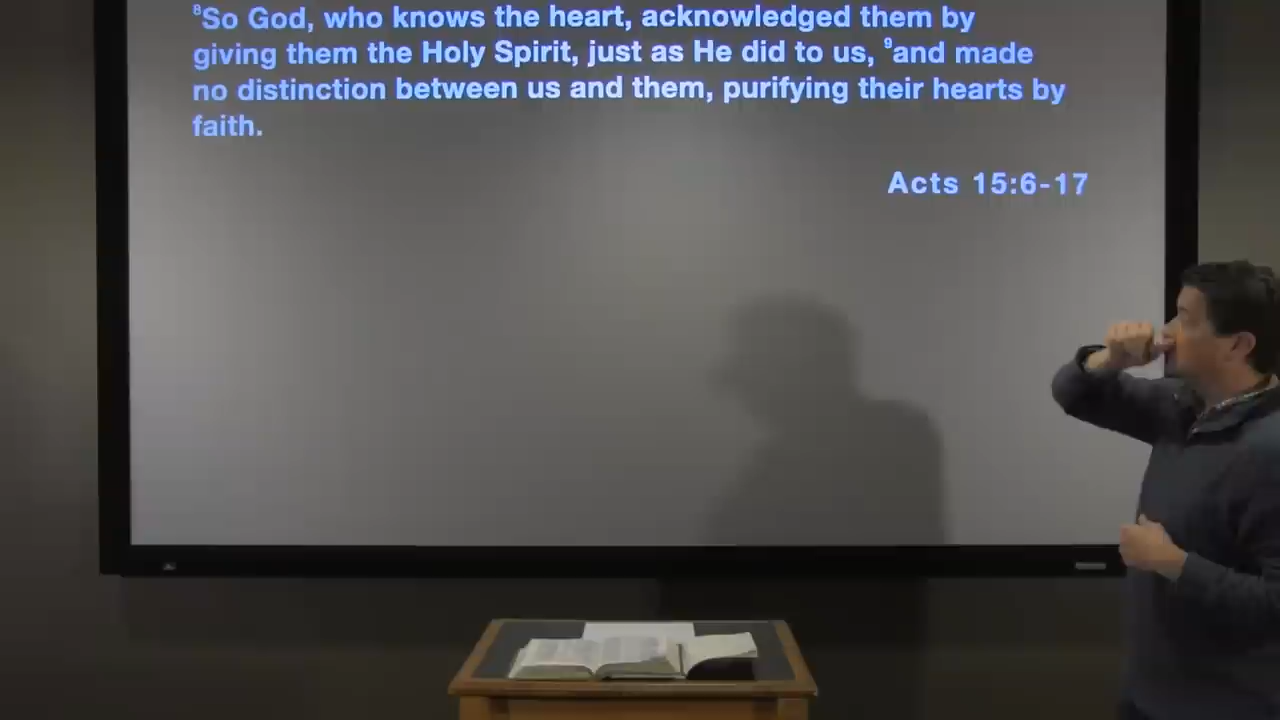 ⁸So God, who knows the heart, acknowledged them by
giving them the Holy Spirit, just as He did to us, ⁹and made
no distinction between us and them, purifying their hearts by
faith.
Acts 15:6-17